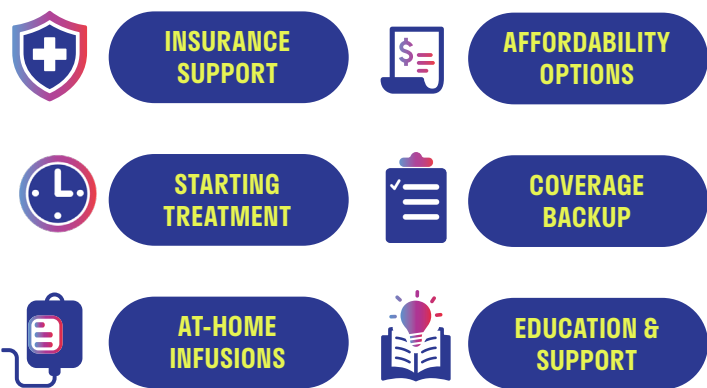 INSURANCE
SUPPORT
$
AFFORDABILITY
OPTIONS
STARTING
TREATMENT
COVERAGE
BACKUP
AT-HOME
INFUSIONS
EDUCATION &
SUPPORT